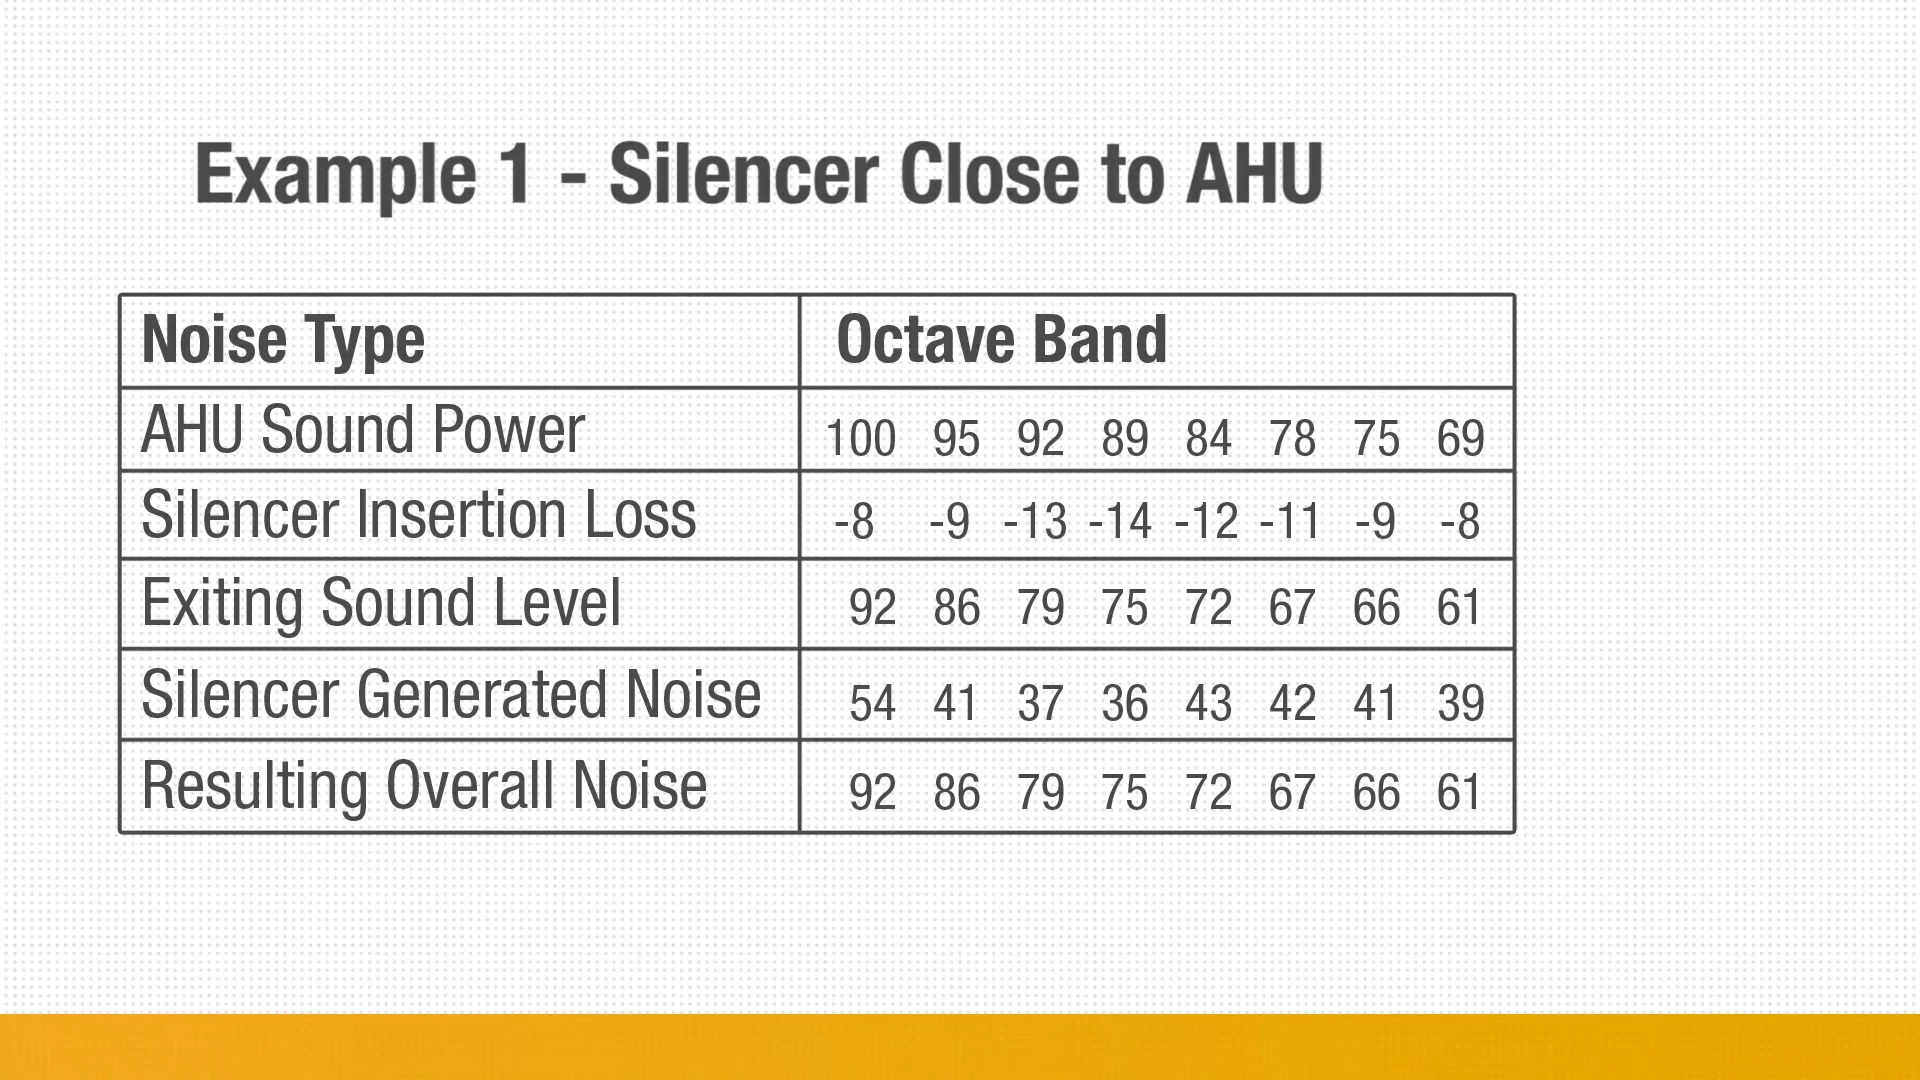 Example 1 - Silencer Close to AHU
Noise Type Octave Band
AHU Sound Power 100 95 92 89 84 78 75 69
Silencer Insertion Loss -8 -9 -13 -14 -12 -11 -9 -8
Exiting Sound Level 92 86 79 75 72 67 66 61
Silencer Generated Noise 54 41 37 36 43 42 41 39
Resulting Overall Noise 92 86 79 75 72 67 66 61